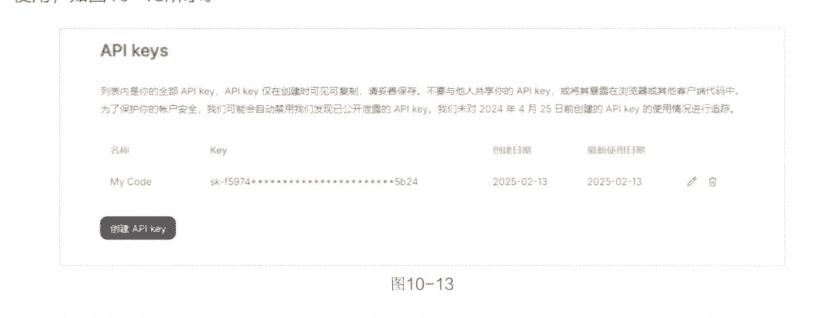 使用，如图10-13所示。
API keys
列表内是你的全部 API key，API key 仅在创建时可见可复制，请妥善保存。不要与他人共享你的 API key，或将其暴露在浏览器或其他客户端代码中。
为了保护你的帐户安全，我们可能会自动禁用我们发现已公开泄露的 API key。我们未对 2024 年 4 月 25 日前创建的 API key 的使用情况进行追踪。
名称 Key 创建日期 最新使用日期
My Code sk-f5974************************5b24 2025-02-13 2025-02-13
创建 API key
图10-13